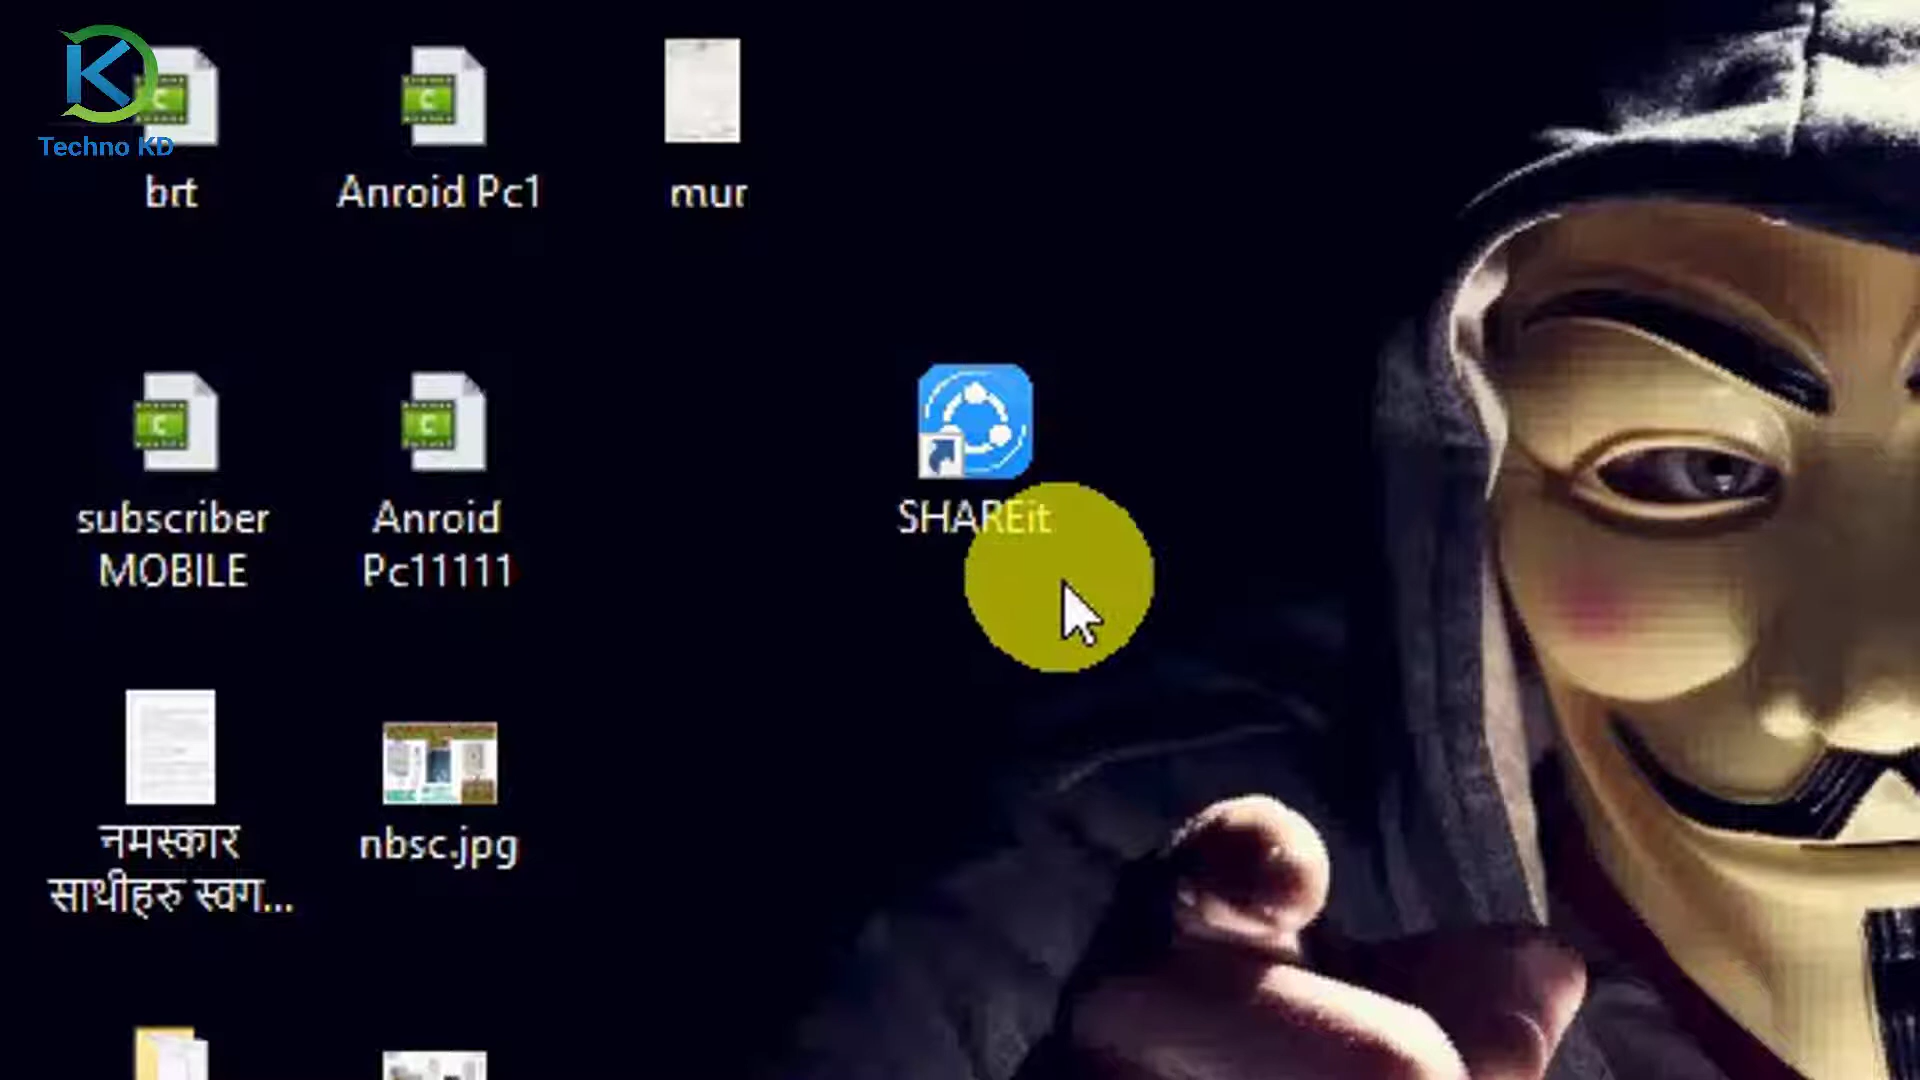 Techno KD
brt
Anroid Pc1
mur
subscriber
MOBILE
Anroid
Pc11111
SHAREit
नमस्कार
साथीहरु स्वग...
nbsc.jpg